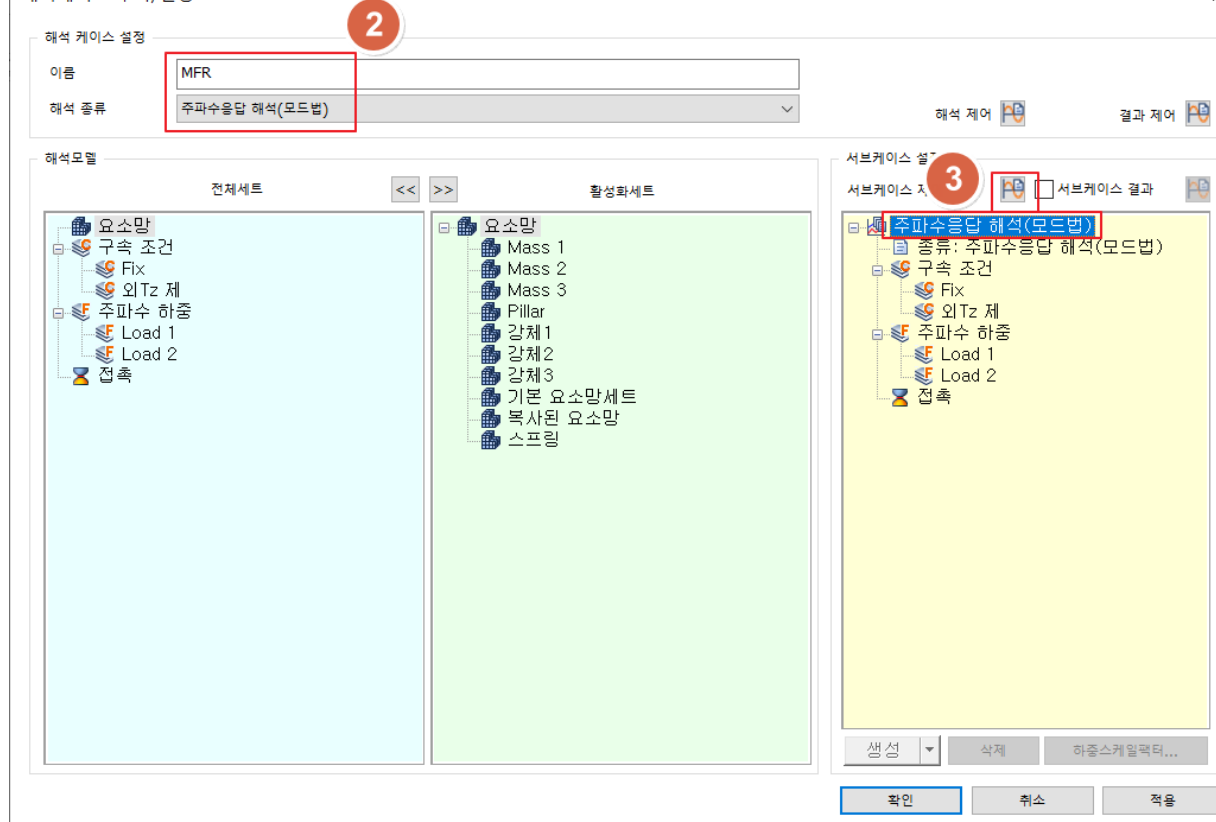 2
해석 케이스 설정
이름 MFR
해석 종류 주파수응답 해석(모드법)
해석 제어 결과 제어
해석모델
전체세트 << >> 활성화세트
요소망
구속 조건
Fix
외Tz 제
주파수 하중
Load 1
Load 2
접촉
요소망
Mass 1
Mass 2
Mass 3
Pillar
강체1
강체2
강체3
기본 요소망세트
복사된 요소망
스프링
서브케이스
서브케이스 3 서브케이스 결과
주파수응답 해석(모드법)
종류: 주파수응답 해석(모드법)
구속 조건
Fix
외Tz 제
주파수 하중
Load 1
Load 2
접촉
생성 삭제 하중스케일팩터...
확인 취소 적용